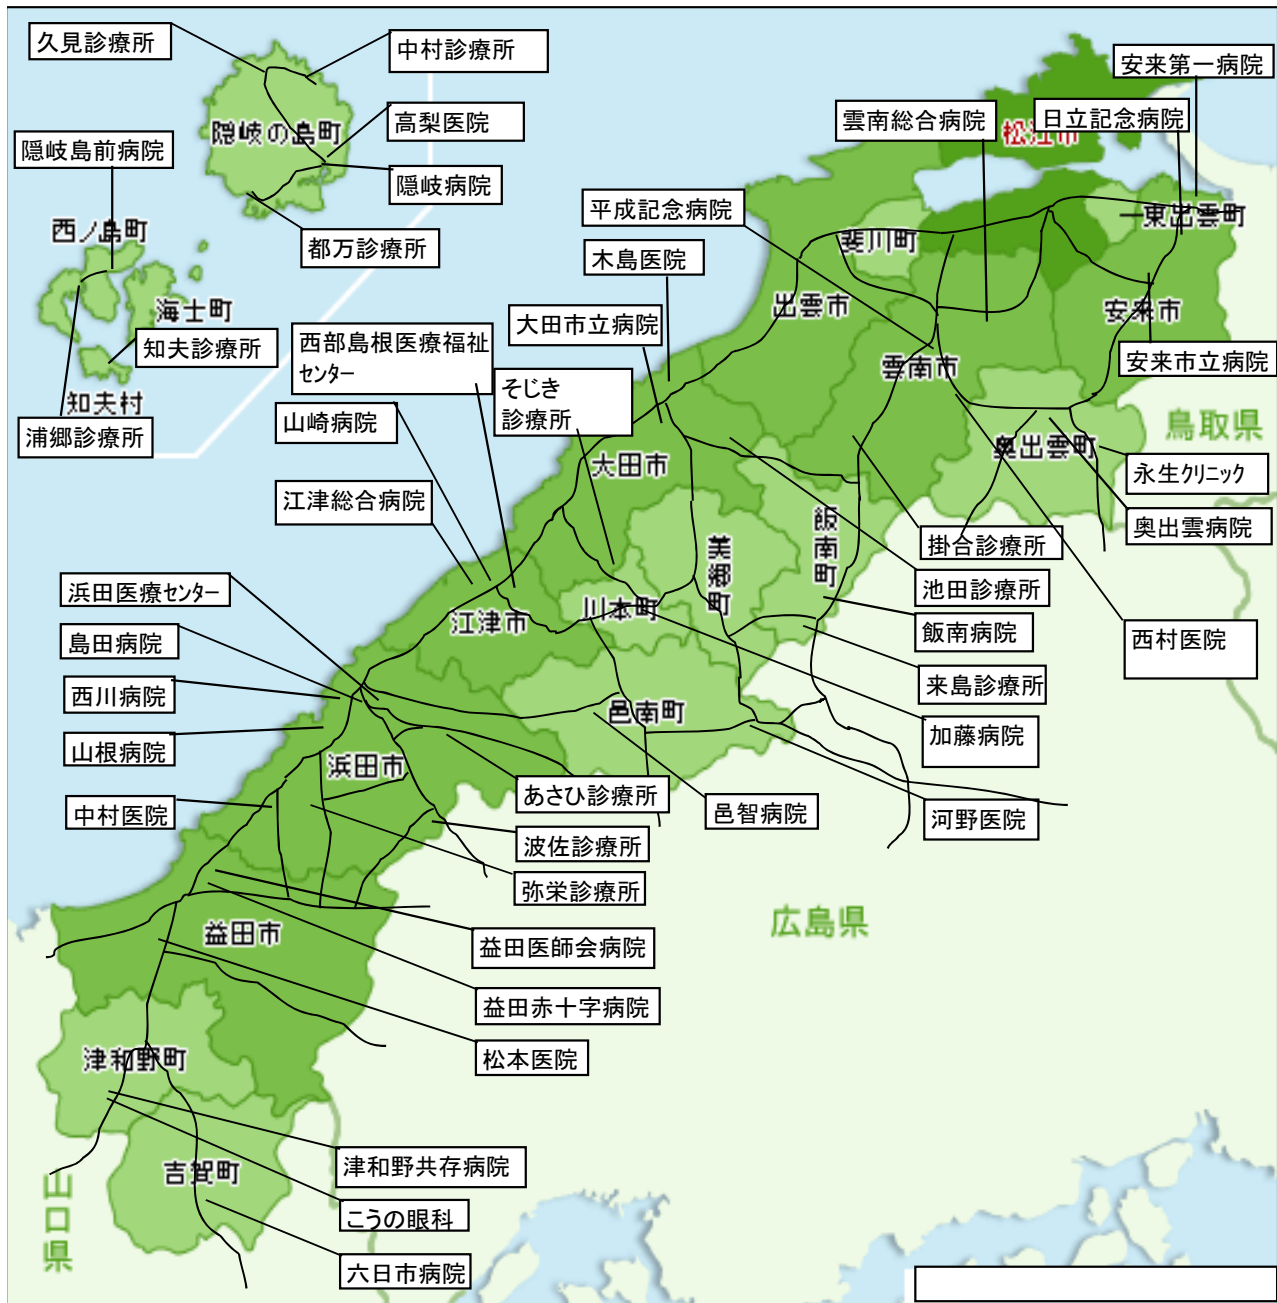 久見診療所
中村診療所
安来第一病院
高梨医院
雲南総合病院
日立記念病院
隠岐の島町
松江市
隠岐島前病院
隠岐病院
平成記念病院
東出雲町
西ノ島町
都万診療所
斐川町
木島医院
海士町
出雲市
安来市
知夫診療所
西部島根医療福祉
センター
大田市立病院
安来市立病院
雲南市
そじき
診療所
知夫村
山崎病院
浦郷診療所
鳥取県
奥出雲町
大田市
永生クリニック
江津総合病院
飯南町
奥出雲病院
掛合診療所
美郷町
浜田医療センター
池田診療所
川本町
江津市
飯南病院
島田病院
西村医院
来島診療所
西川病院
邑南町
加藤病院
山根病院
浜田市
あさひ診療所
中村医院
邑智病院
河野医院
波佐診療所
弥栄診療所
広島県
益田市
益田医師会病院
益田赤十字病院
津和野町
松本医院
津和野共存病院
吉賀町
山口県
こうの眼科
六日市病院